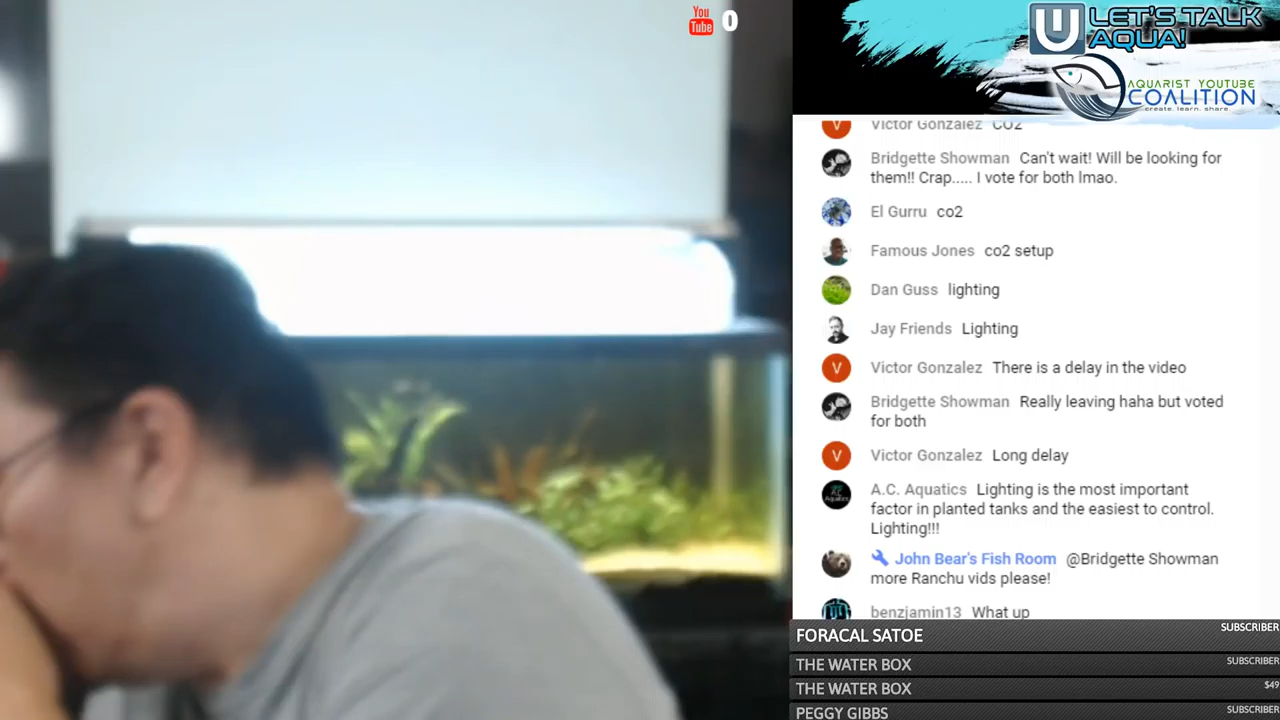 You
Tube 0
U LET'S TALK
AQUA!
AQUARIST YOUTUBE
COALITION
create. learn. share.
V Victor Gonzalez CO2
Bridgette Showman Can't wait! Will be looking for
them!! Crap..... I vote for both lmao.
El Gurru co2
Famous Jones co2 setup
Dan Guss lighting
Jay Friends Lighting
V Victor Gonzalez There is a delay in the video
Bridgette Showman Really leaving haha but voted
for both
V Victor Gonzalez Long delay
A.C. Aquatics Lighting is the most important
factor in planted tanks and the easiest to control.
Lighting!!!
John Bear's Fish Room @Bridgette Showman
more Ranchu vids please!
benzjamin13 What up
FORACAL SATOE SUBSCRIBER
THE WATER BOX SUBSCRIBER
THE WATER BOX $49
PEGGY GIBBS SUBSCRIBER